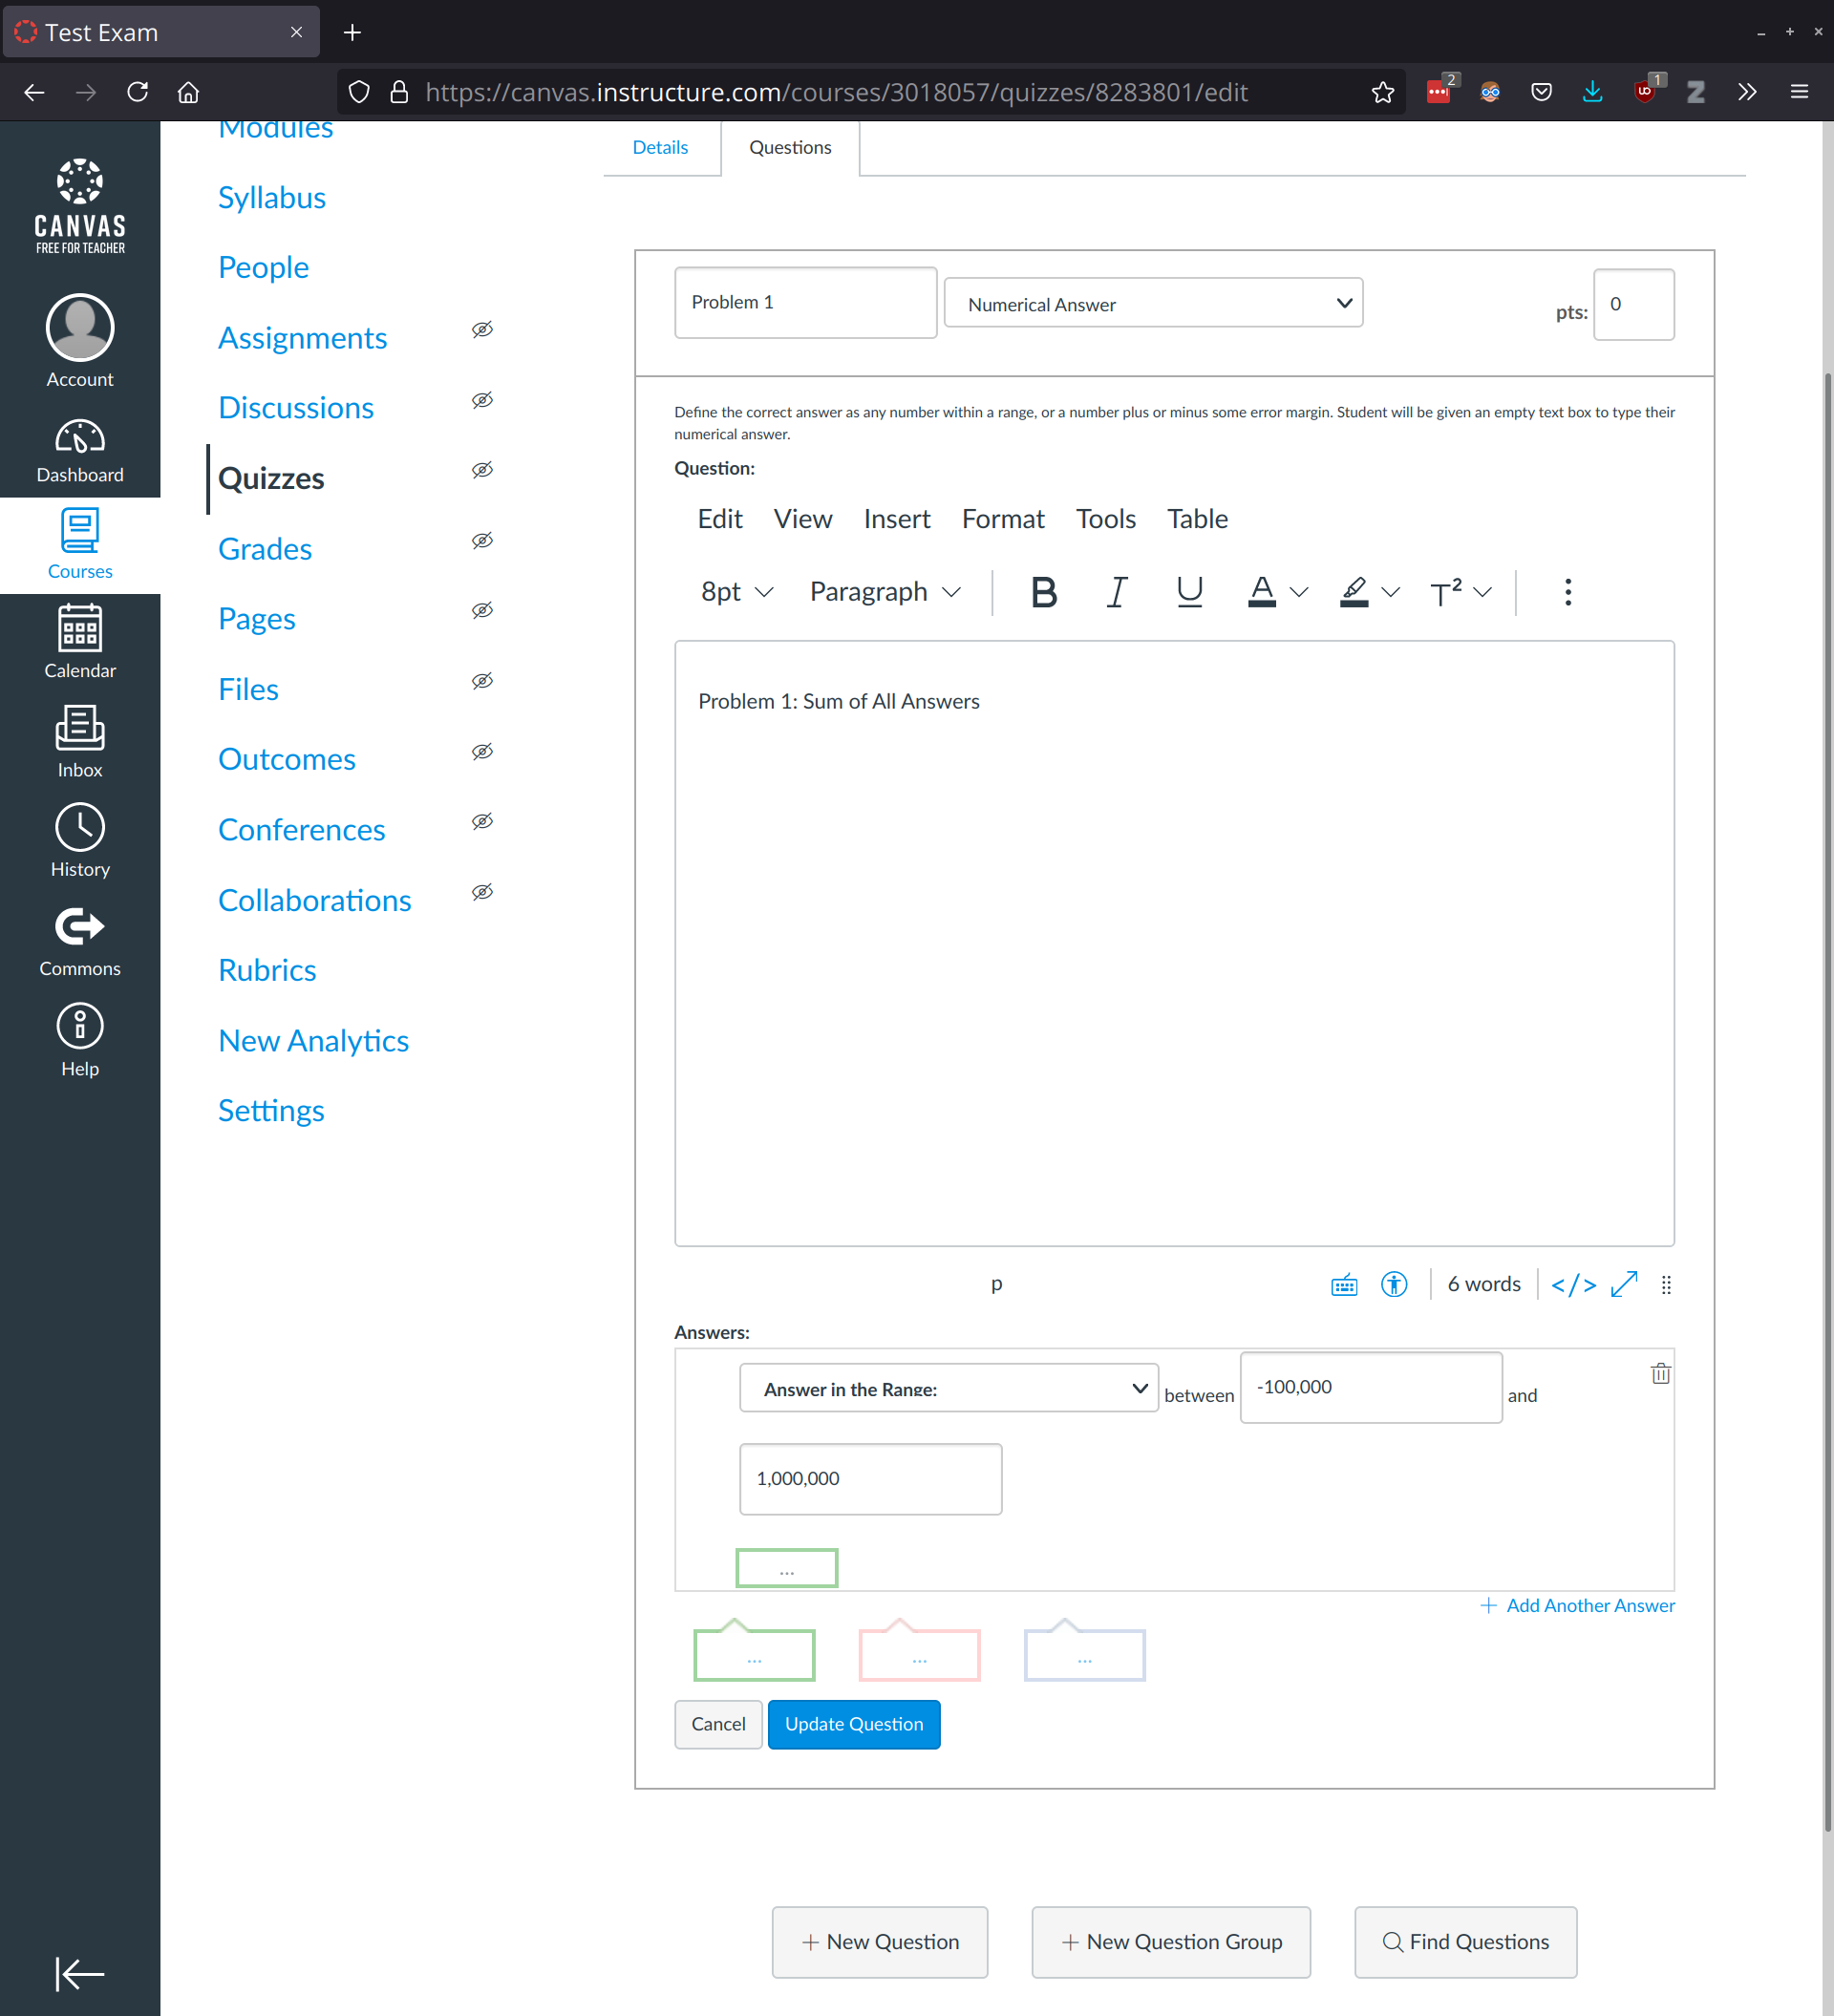 Test Exam
https://canvas.instructure.com/courses/3018057/quizzes/8283801/edit
2
1
CANVAS
FREE FOR TEACHER
Account
Dashboard
Courses
Calendar
Inbox
History
Commons
Help
Modules
Syllabus
People
Assignments
Discussions
Quizzes
Grades
Pages
Files
Outcomes
Conferences
Collaborations
Rubrics
New Analytics
Settings
Details
Questions
Problem 1
Numerical Answer
pts:
0
Define the correct answer as any number within a range, or a number plus or minus some error margin. Student will be given an empty text box to type their
numerical answer.
Question:
Edit View Insert Format Tools Table
8pt Paragraph B I U A T²
Problem 1: Sum of All Answers
p
6 words
</>
Answers:
Answer in the Range: between -100,000 and
1,000,000
...
+ Add Another Answer
... ... ...
Cancel
Update Question
+ New Question
+ New Question Group
Find Questions